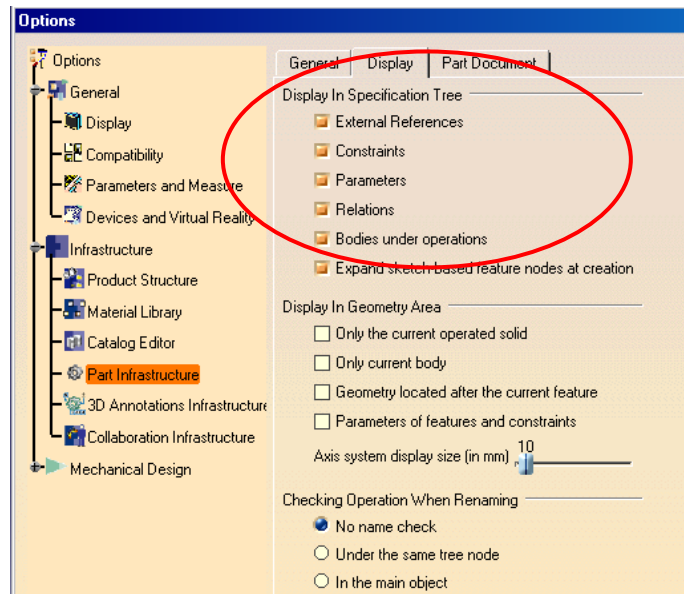 Options
Options
General
Display
Compatibility
Parameters and Measure
Devices and Virtual Reality
Infrastructure
Product Structure
Material Library
Catalog Editor
Part Infrastructure
3D Annotations Infrastructure
Collaboration Infrastructure
Mechanical Design
General Display Part Document
Display In Specification Tree
External References
Constraints
Parameters
Relations
Bodies under operations
Expand sketch-based feature nodes at creation
Display In Geometry Area
Only the current operated solid
Only current body
Geometry located after the current feature
Parameters of features and constraints
Axis system display size (in mm) 10
Checking Operation When Renaming
No name check
Under the same tree node
In the main object